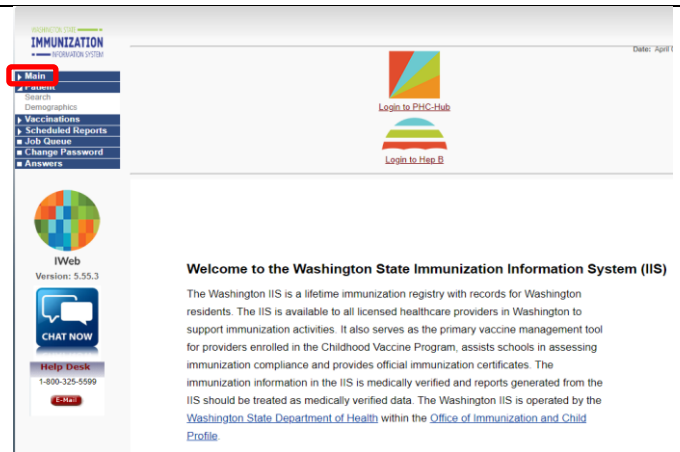 WASHINGTON STATE
IMMUNIZATION
INFORMATION SYSTEM
Date: April
Main
Patient
Search
Demographics
Vaccinations
Scheduled Reports
Job Queue
Change Password
Answers
Login to PHC-Hub
Login to Hep B
IWeb
Version: 5.55.3
CHAT NOW
Help Desk
1-800-325-5599
E-Mail
Welcome to the Washington State Immunization Information System (IIS)
The Washington IIS is a lifetime immunization registry with records for Washington
residents. The IIS is available to all licensed healthcare providers in Washington to
support immunization activities. It also serves as the primary vaccine management tool
for providers enrolled in the Childhood Vaccine Program, assists schools in assessing
immunization compliance and provides official immunization certificates. The
immunization information in the IIS is medically verified and reports generated from the
IIS should be treated as medically verified data. The Washington IIS is operated by the
Washington State Department of Health within the Office of Immunization and Child
Profile.